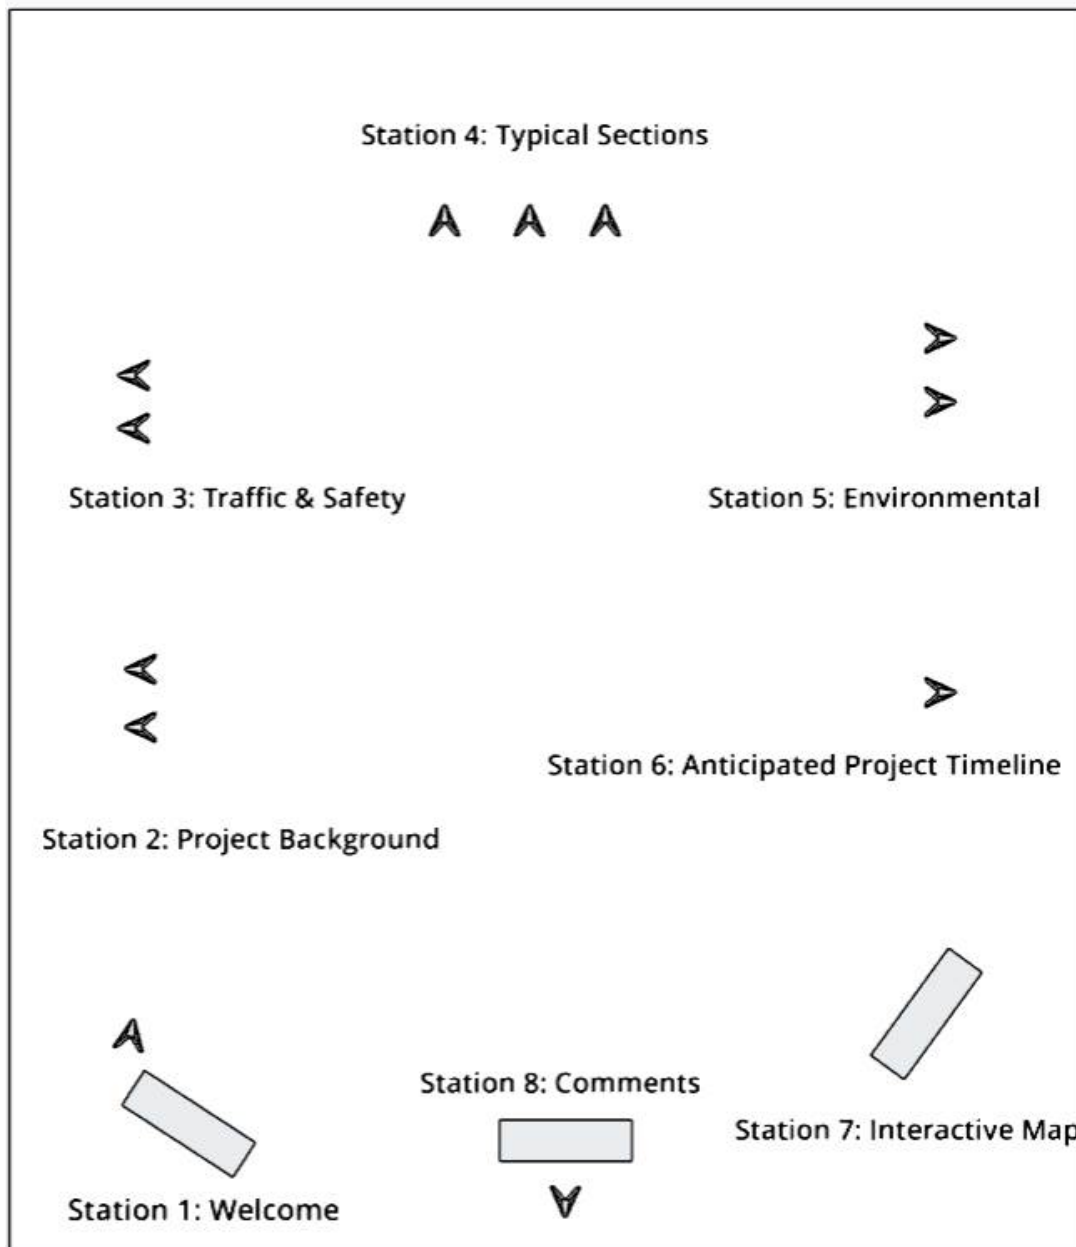 Station 4: Typical Sections
Station 3: Traffic & Safety
Station 5: Environmental
Station 6: Anticipated Project Timeline
Station 2: Project Background
Station 8: Comments
Station 7: Interactive Map
Station 1: Welcome